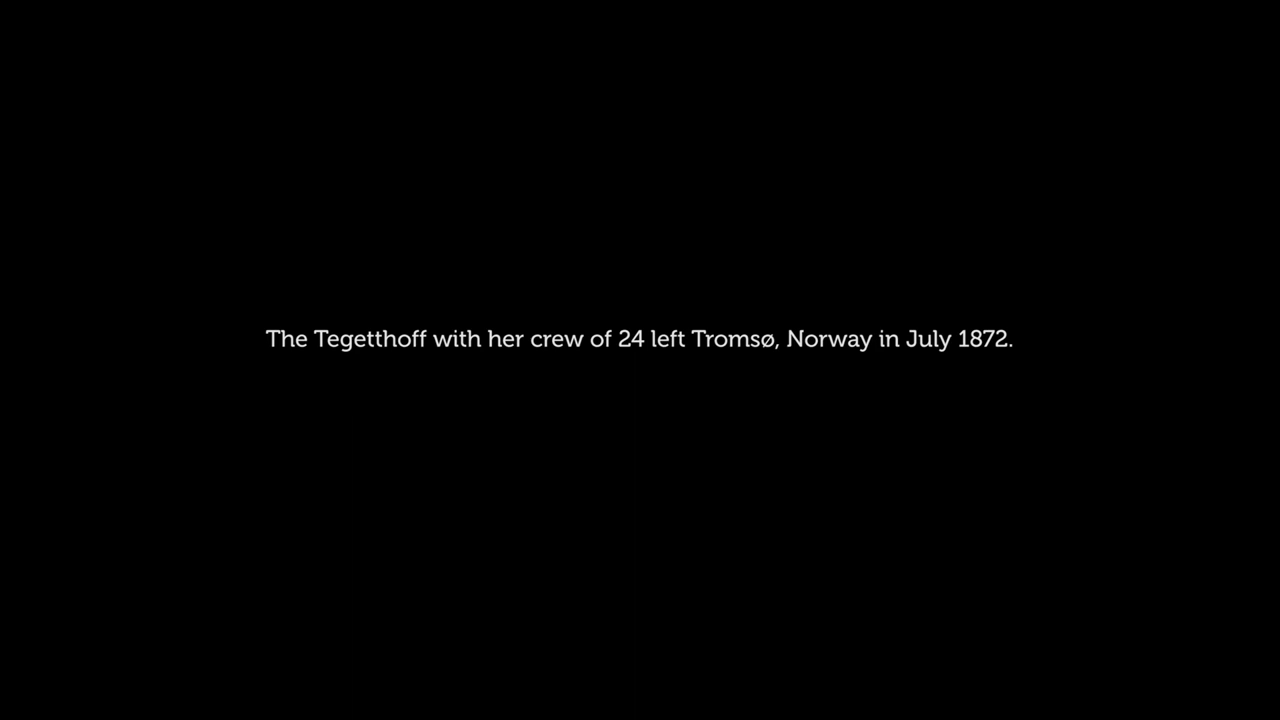 The Tegetthoff with her crew of 24 left Tromsø, Norway in July 1872.